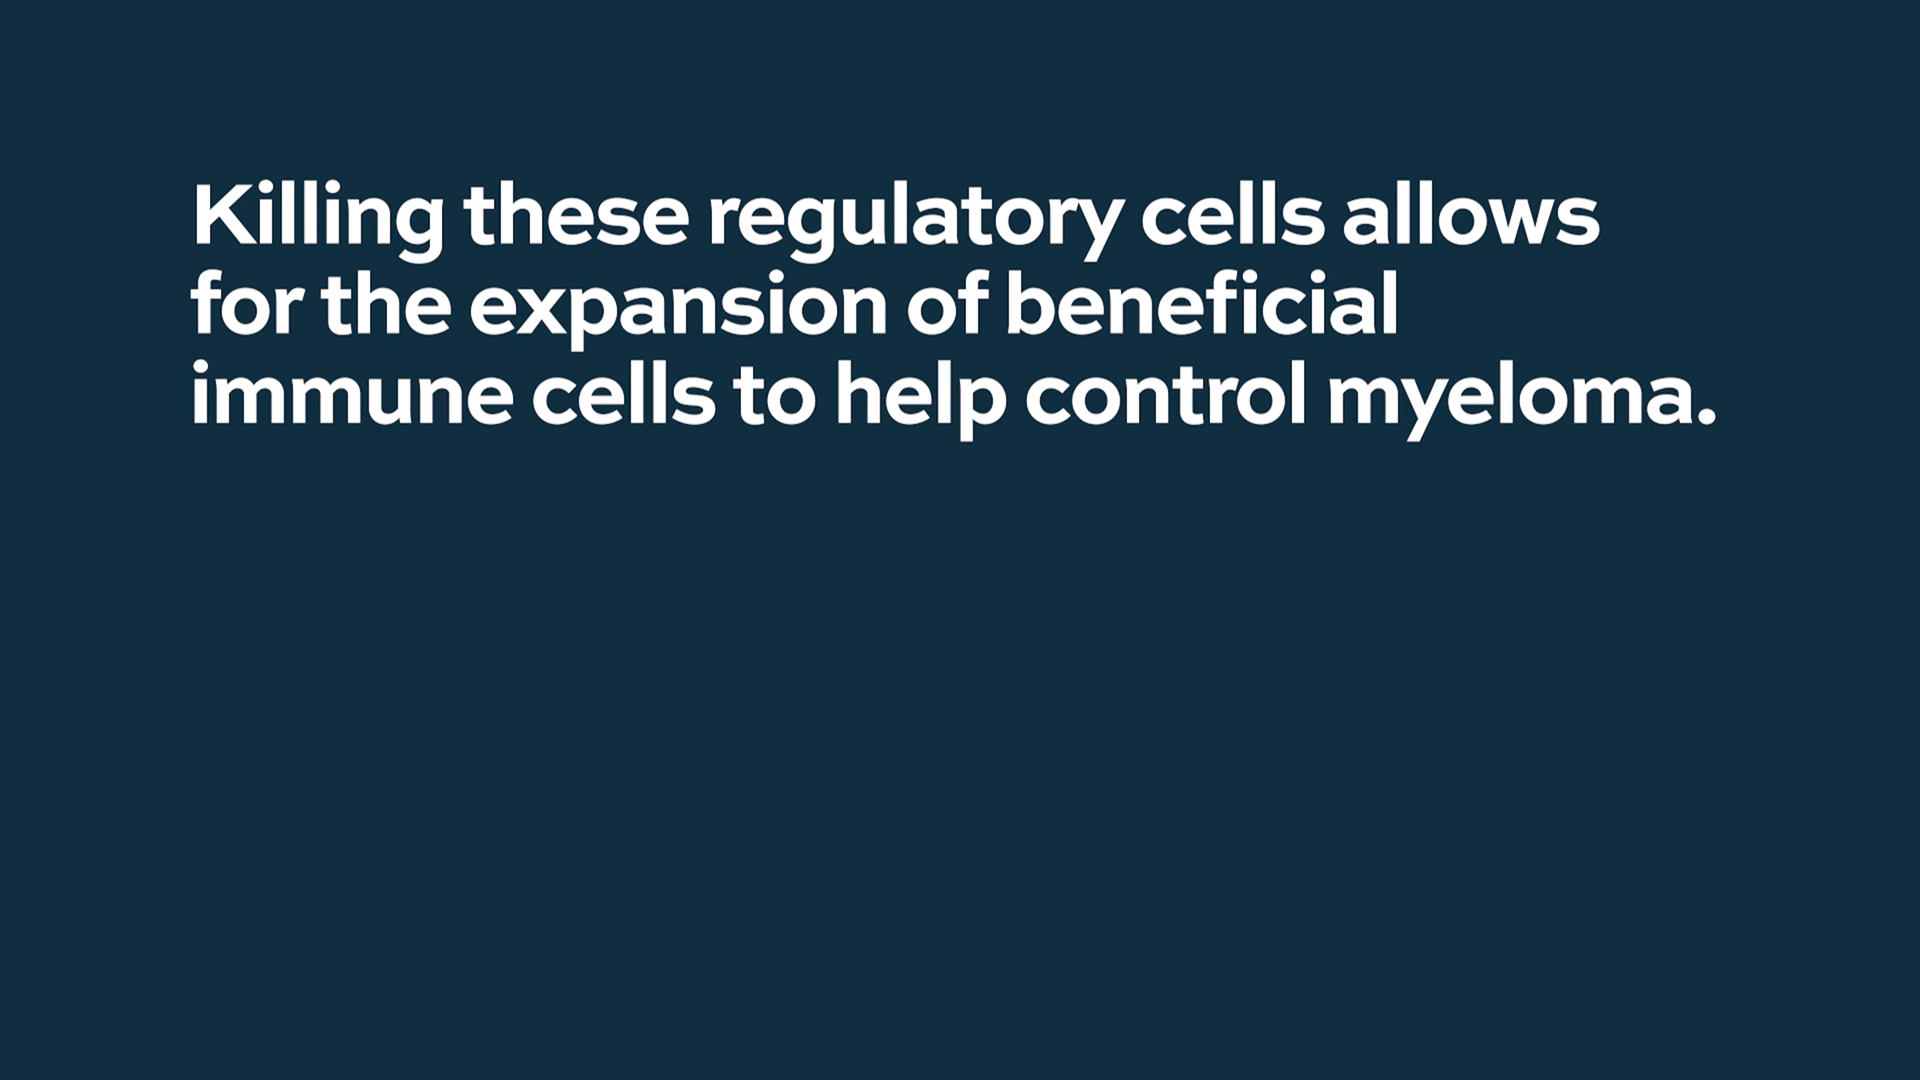 Killing these regulatory cells allows
for the expansion of beneficial
immune cells to help control myeloma.